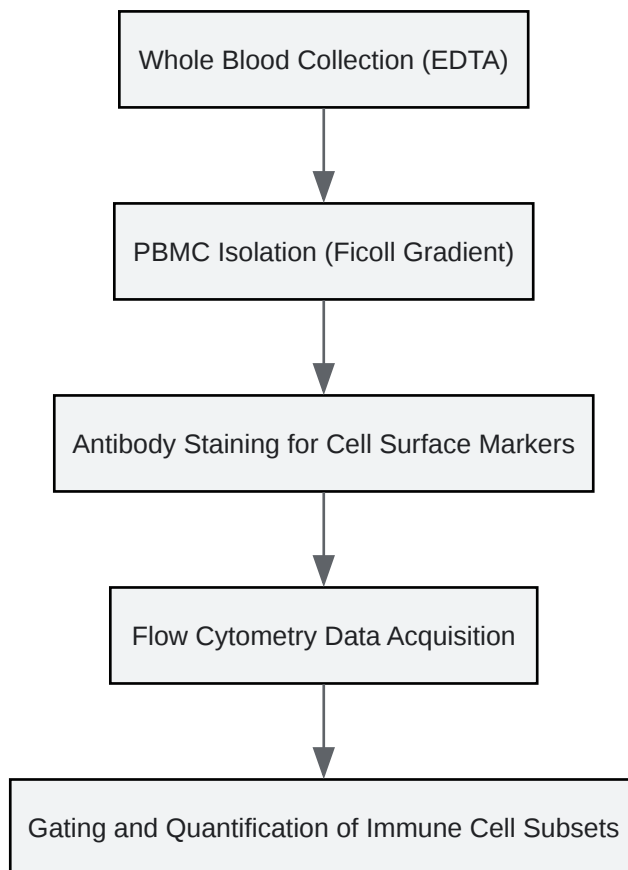 Whole Blood Collection (EDTA)
PBMC Isolation (Ficoll Gradient)
Antibody Staining for Cell Surface Markers
Flow Cytometry Data Acquisition
Gating and Quantification of Immune Cell Subsets